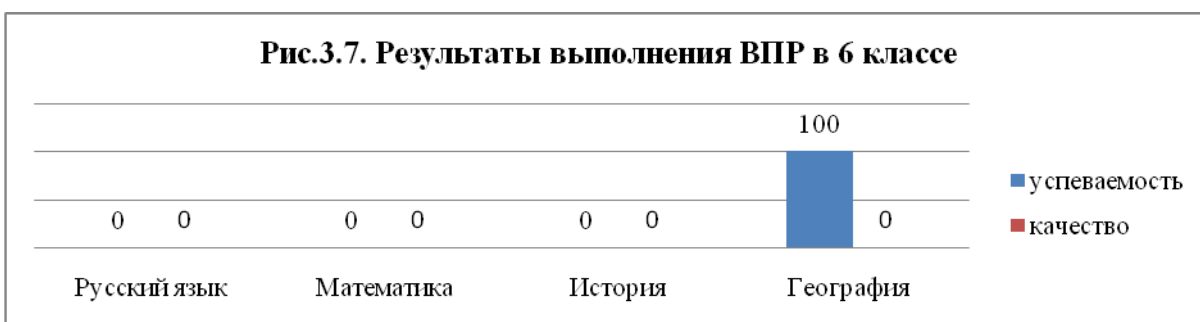 Рис.3.7. Результаты выполнения ВПР в 6 классе
100
0 0 0 0 0 0 0
Русский язык Математика История География
успеваемость
качество